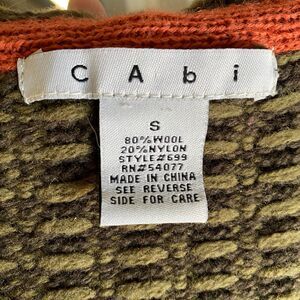 CAbi
S
80% WOOL
20% NYLON
STYLE#699
RN#54077
MADE IN CHINA
SEE REVERSE
SIDE FOR CARE